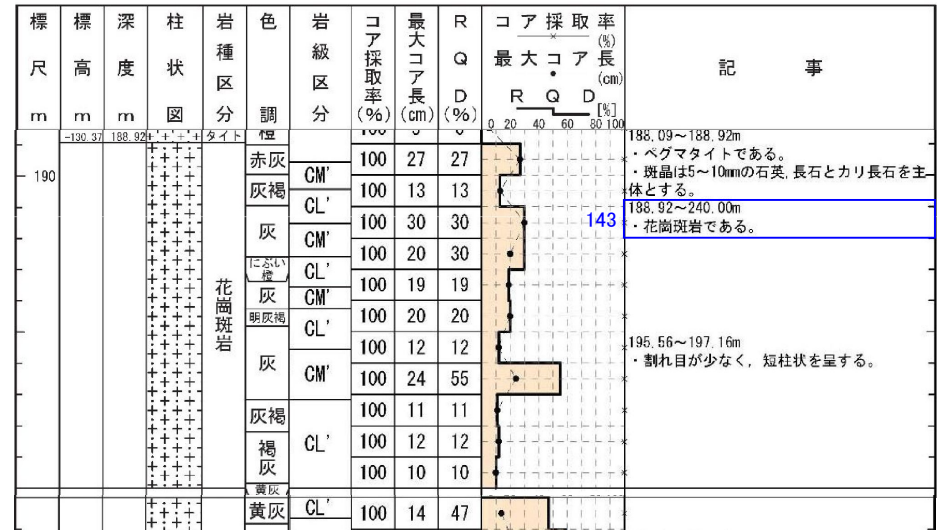 標尺m 標高m 深度m 柱状図 岩種区分 色調 岩級区分 コア採取率(%) 最大コア長(cm) RQD(%) コア採取率(%) 最大コア長(cm) RQD[%] 記事
0 20 40 60 80 100
-130.37 188.92 タイト 橙 188.09~188.92m
・ペグマタイトである。
赤灰 100 27 27
・斑晶は5~10mmの石英,長石とカリ長石を主体とする。
190 CM'
灰褐 100 13 13
CL'
188.92~240.00m
灰 100 30 30 143 ・花崗斑岩である。
CM'
100 20 30
にぶい橙 CL'
花崗斑岩
灰 CM' 100 19 19
明灰褐 CL' 100 20 20
100 12 12 195.56~197.16m
灰 ・割れ目が少なく,短柱状を呈する。
CM' 100 24 55
灰褐 100 11 11
褐灰 CL' 100 12 12
100 10 10
黄灰
黄灰 CL' 100 14 47